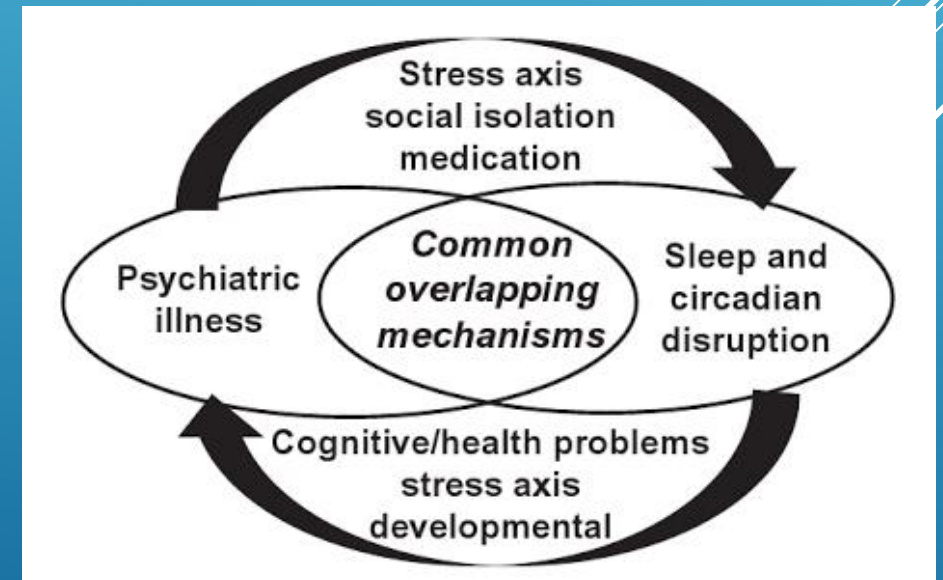 Stress axis
social isolation
medication
Psychiatric
illness
Common
overlapping
mechanisms
Sleep and
circadian
disruption
Cognitive/health problems
stress axis
developmental